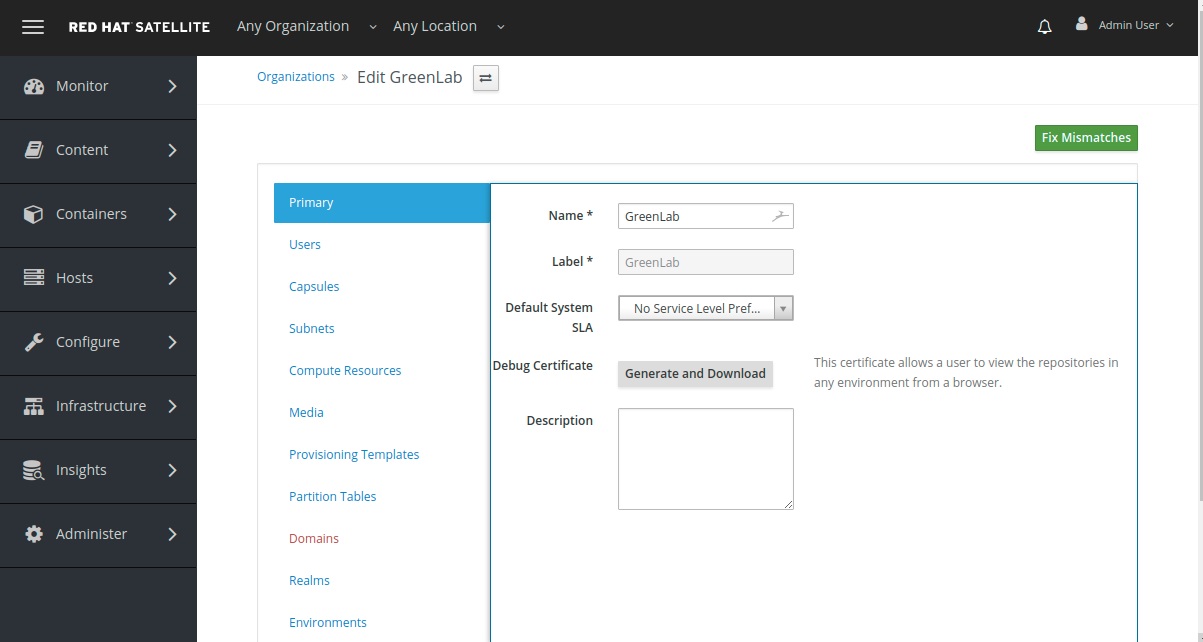 RED HAT SATELLITE Any Organization Any Location Admin User
Monitor
Content
Containers
Hosts
Configure
Infrastructure
Insights
Administer
Organizations » Edit GreenLab
Fix Mismatches
Primary
Users
Capsules
Subnets
Compute Resources
Media
Provisioning Templates
Partition Tables
Domains
Realms
Environments
Name * GreenLab
Label * GreenLab
Default System
SLA
No Service Level Pref...
Debug Certificate Generate and Download
This certificate allows a user to view the repositories in
any environment from a browser.
Description